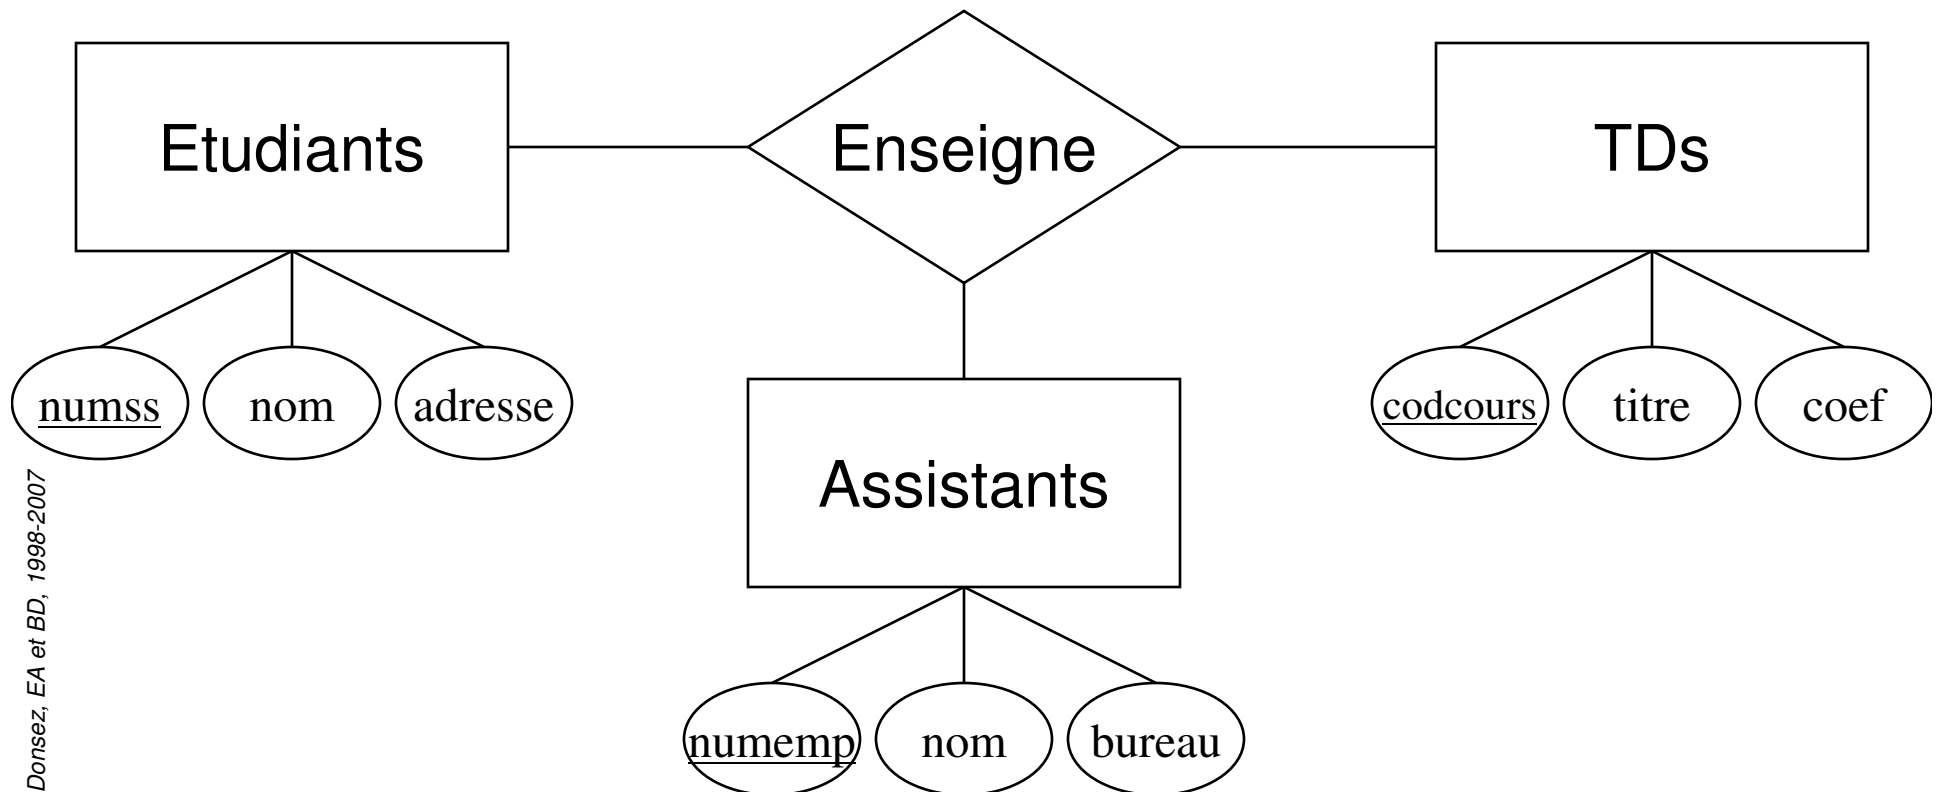 Etudiants
Enseigne
TDs
numss
nom
adresse
codcours
titre
coef
Assistants
numemp
nom
bureau
Donsez, EA et BD, 1998-2007